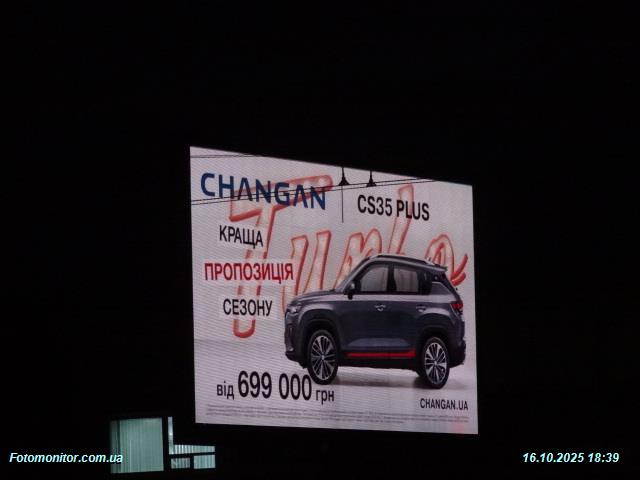 CHANGAN
CS35 PLUS
Turbo
КРАЩА
ПРОПОЗИЦІЯ
СЕЗОНУ
від 699 000 грн
CHANGAN.UA
Fotomonitor.com.ua
16.10.2025 18:39